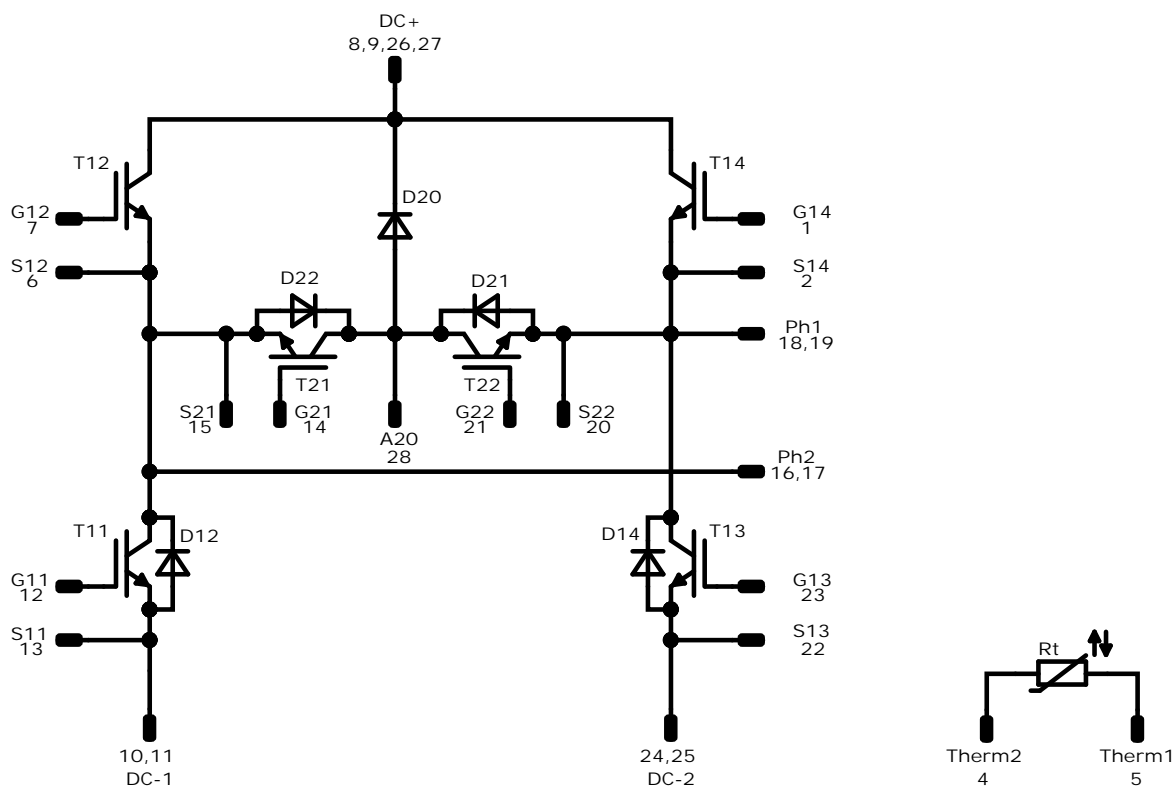 DC+
8,9,26,27
T12
T14
D20
G12
7
G14
1
S12
6
S14
2
D22
D21
Ph1
18,19
T21
T22
S21
15
G21
14
A20
28
G22
21
S22
20
Ph2
16,17
T11
D12
D14
T13
G11
12
G13
23
S11
13
S13
22
Rt
10,11
DC-1
24,25
DC-2
Therm2
4
Therm1
5